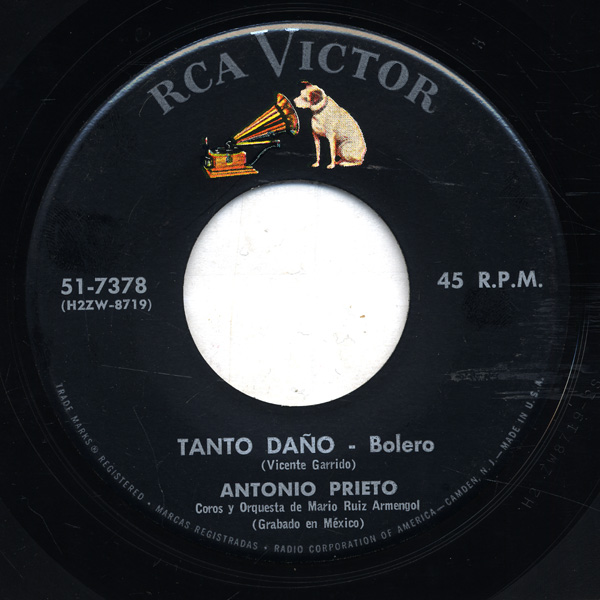 RCA VICTOR
51-7378
(H2ZW-8719)
45 R.P.M.
TANTO DAÑO - Bolero
(Vicente Garrido)
ANTONIO PRIETO
Coros y Orquesta de Mario Ruiz Armengol
(Grabado en México)
TRADE MARKS ® REGISTERED • MARCAS REGISTRADAS • RADIO CORPORATION OF AMERICA—CAMDEN, N. J.—MADE IN U.S.A.